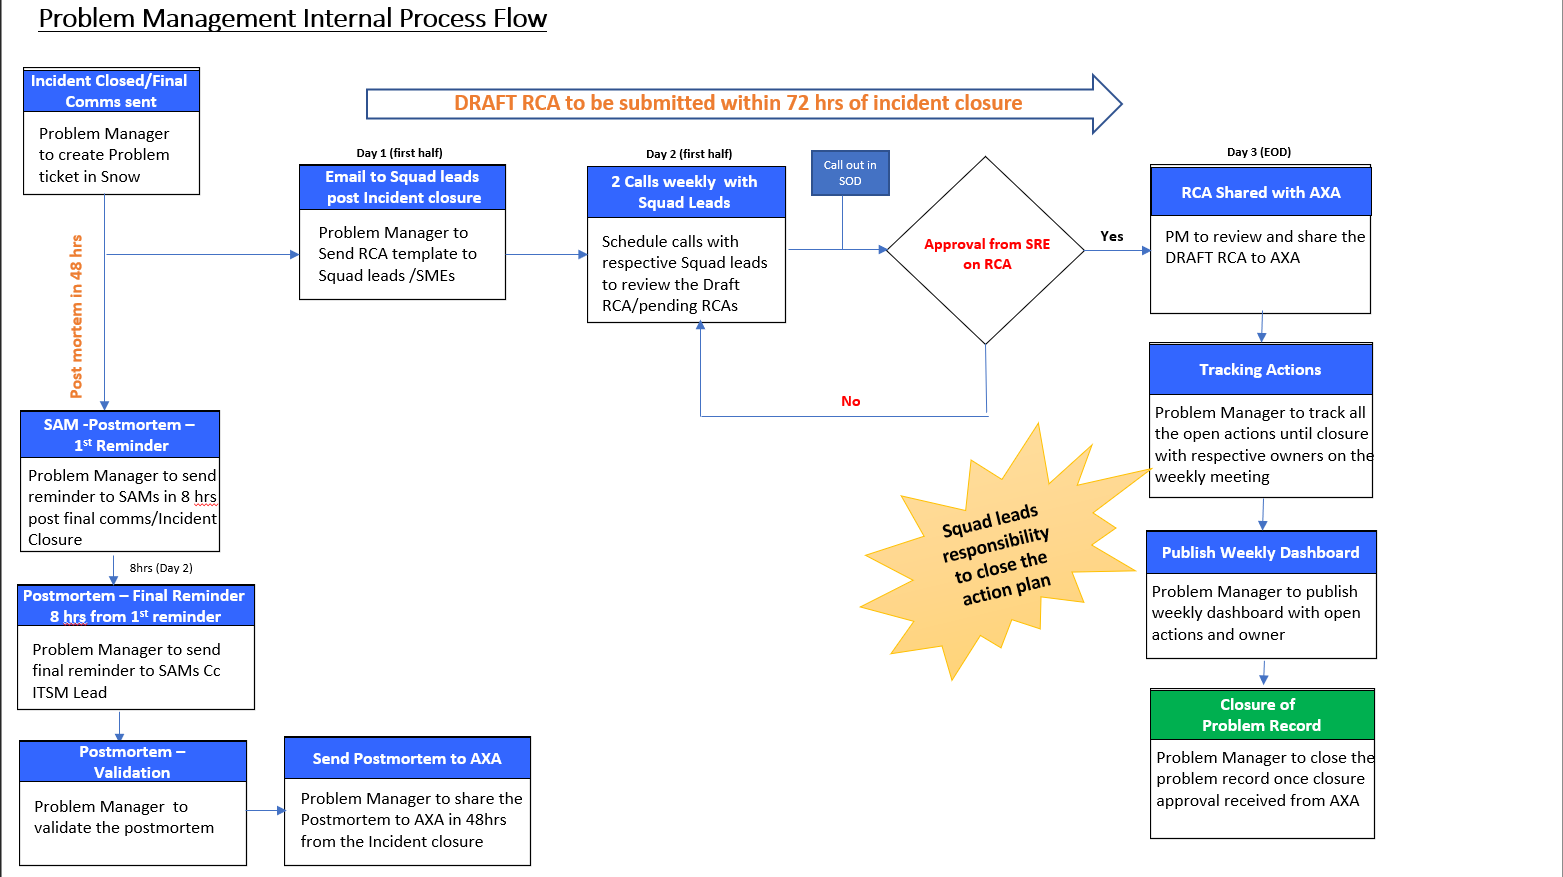 Problem Management Internal Process Flow
Incident Closed/Final
Comms sent
Problem Manager
to create Problem
ticket in Snow
DRAFT RCA to be submitted within 72 hrs of incident closure
Day 1 (first half)
Email to Squad leads
post Incident closure
Problem Manager to
Send RCA template to
Squad leads /SMEs
Day 2 (first half)
2 Calls weekly  with
Squad Leads
Schedule calls with
respective Squad leads
to review the Draft
RCA/pending RCAs
Call out in
SOD
Approval from SRE
on RCA
Yes
No
Day 3 (EOD)
RCA Shared with AXA
PM to review and share the
DRAFT RCA to AXA
Tracking Actions
Problem Manager to track all
the open actions until closure
with respective owners on the
weekly meeting
Squad leads
responsibility
to close the
action plan
Publish Weekly Dashboard
Problem Manager to publish
weekly dashboard with open
actions and owner
Closure of
Problem Record
Problem Manager to close the
problem record once closure
approval received from AXA
Post mortem in 48 hrs
SAM -Postmortem –
1st Reminder
Problem Manager to send
reminder to SAMs in 8 hrs
post final comms/Incident
Closure
8hrs (Day 2)
Postmortem – Final Reminder
8 hrs from 1st reminder
Problem Manager to send
final reminder to SAMs Cc
ITSM Lead
Postmortem –
Validation
Problem Manager  to
validate the postmortem
Send Postmortem to AXA
Problem Manager to share the
Postmortem to AXA in 48hrs
from the Incident closure